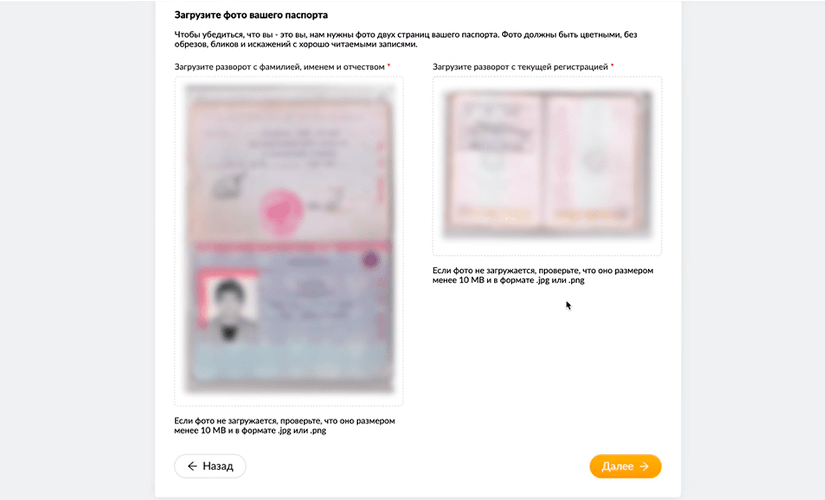 Загрузите фото вашего паспорта
Чтобы убедиться, что вы - это вы, нам нужны фото двух страниц вашего паспорта. Фото должны быть цветными, без
обрезов, бликов и искажений с хорошо читаемыми записями.
Загрузите разворот с фамилией, именем и отчеством *
Загрузите разворот с текущей регистрацией *
Если фото не загружается, проверьте, что оно размером
менее 10 MB и в формате .jpg или .png
Если фото не загружается, проверьте, что оно размером
менее 10 MB и в формате .jpg или .png
← Назад
Далее →